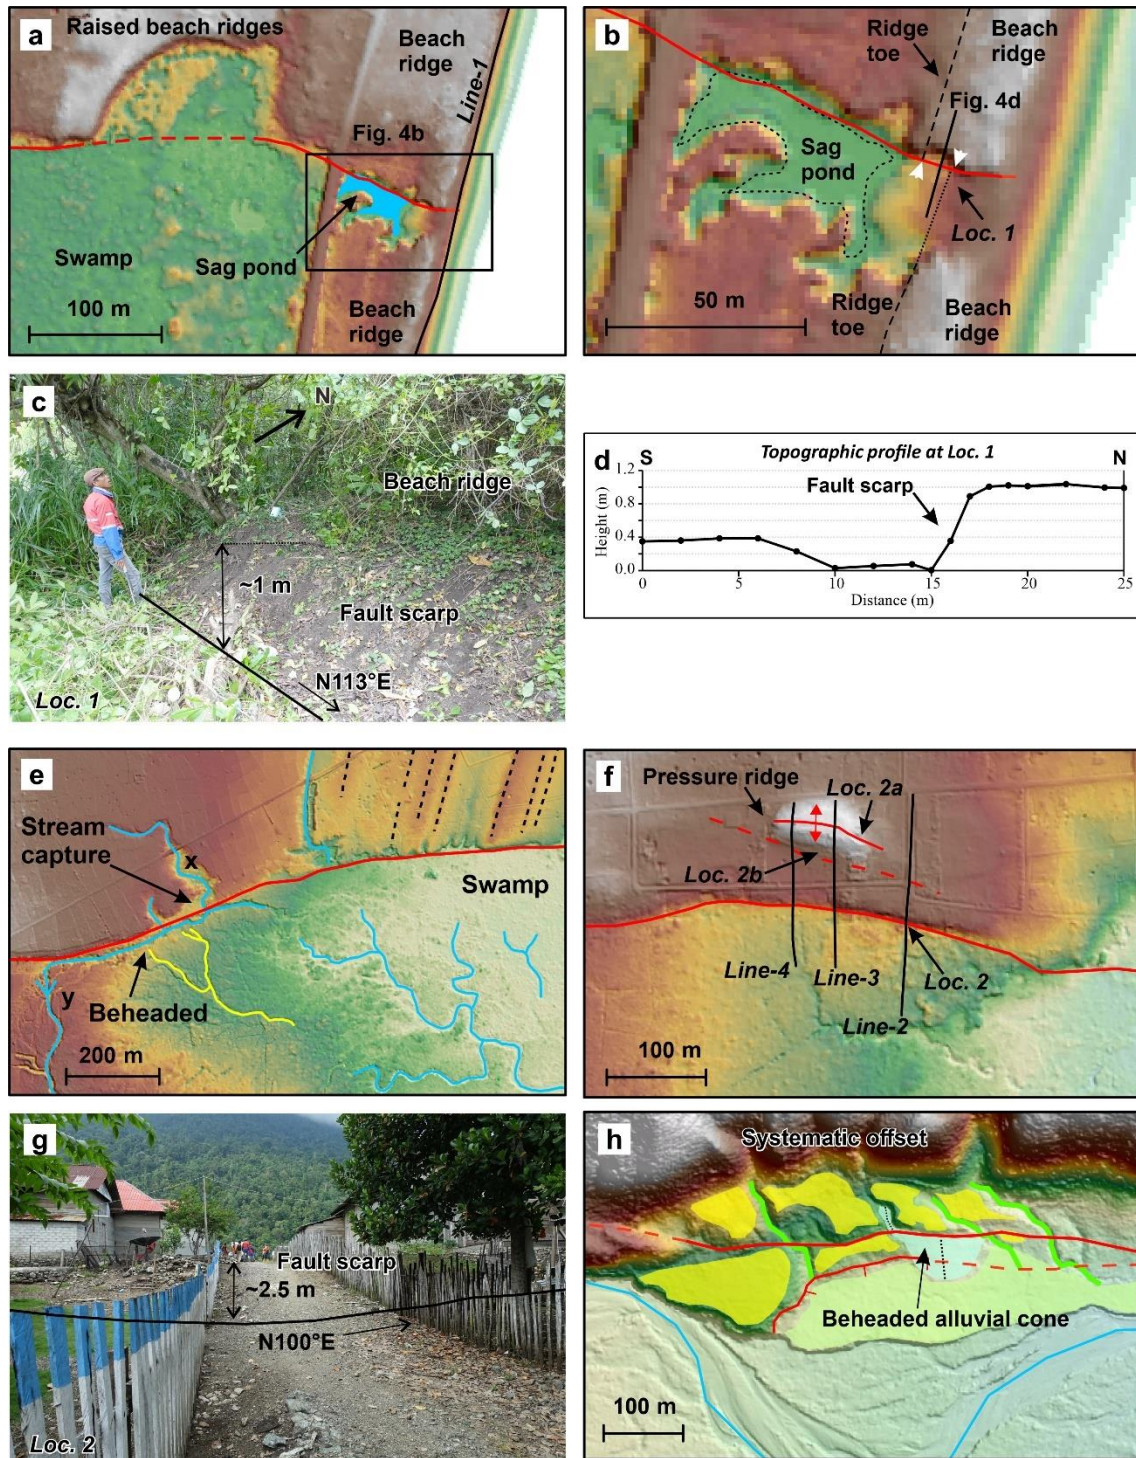 a
Raised beach ridges
Beach
ridge
Line-1
Fig. 4b
Swamp
Sag pond
100 m
Beach
ridge
b
Ridge
toe
Beach
ridge
Fig. 4d
Sag
pond
Loc. 1
50 m
Ridge
toe
Beach
ridge
c
N
Beach ridge
~1 m
Fault scarp
N113°E
Loc. 1
d
S
Topographic profile at Loc. 1
N
Fault scarp
Height (m)
1.2
0.8
0.4
0.0
0
5
10
15
20
25
Distance (m)
e
Stream
capture
x
Swamp
y
Beheaded
200 m
f
Pressure ridge
Loc. 2a
Loc. 2b
Line-4
Line-3
Loc. 2
Line-2
100 m
g
Fault scarp
~2.5 m
N100°E
Loc. 2
h
Systematic offset
Beheaded alluvial cone
100 m